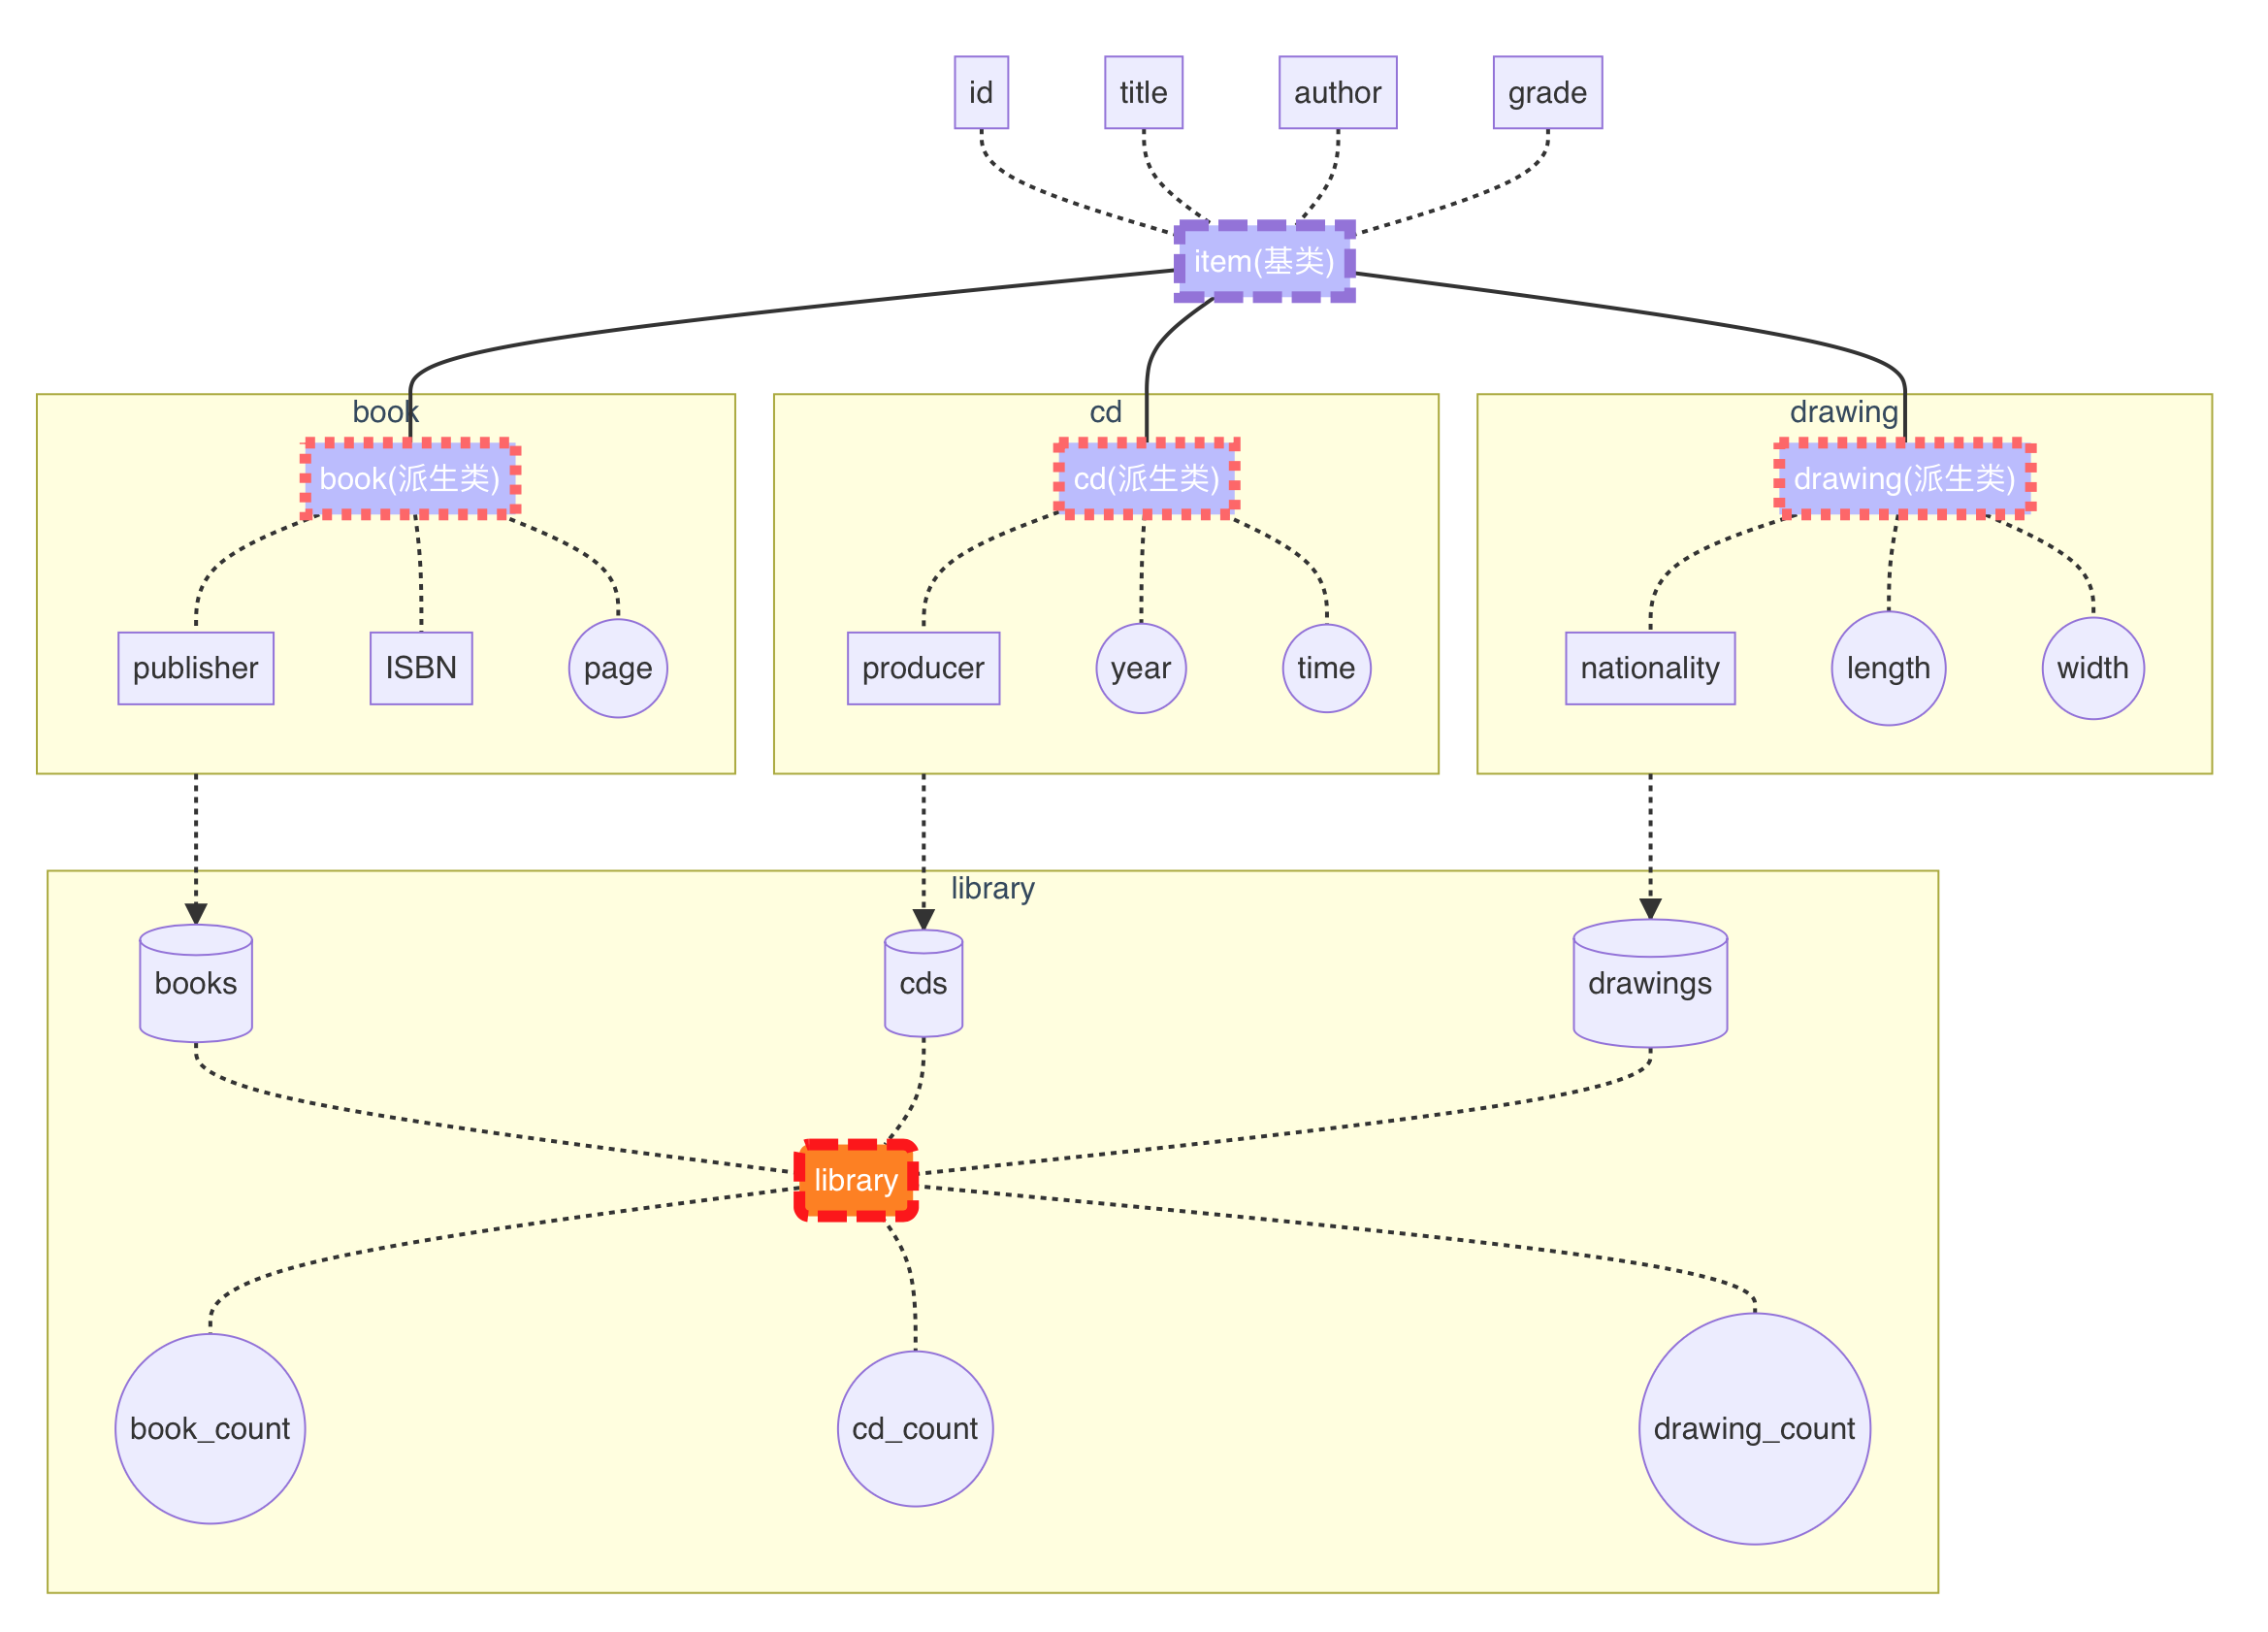 id
title
author
grade
item(基类)
book
cd
drawing
book(派生类)
cd(派生类)
drawing(派生类)
publisher
ISBN
page
producer
year
time
nationality
length
width
library
books
cds
drawings
library
book_count
cd_count
drawing_count